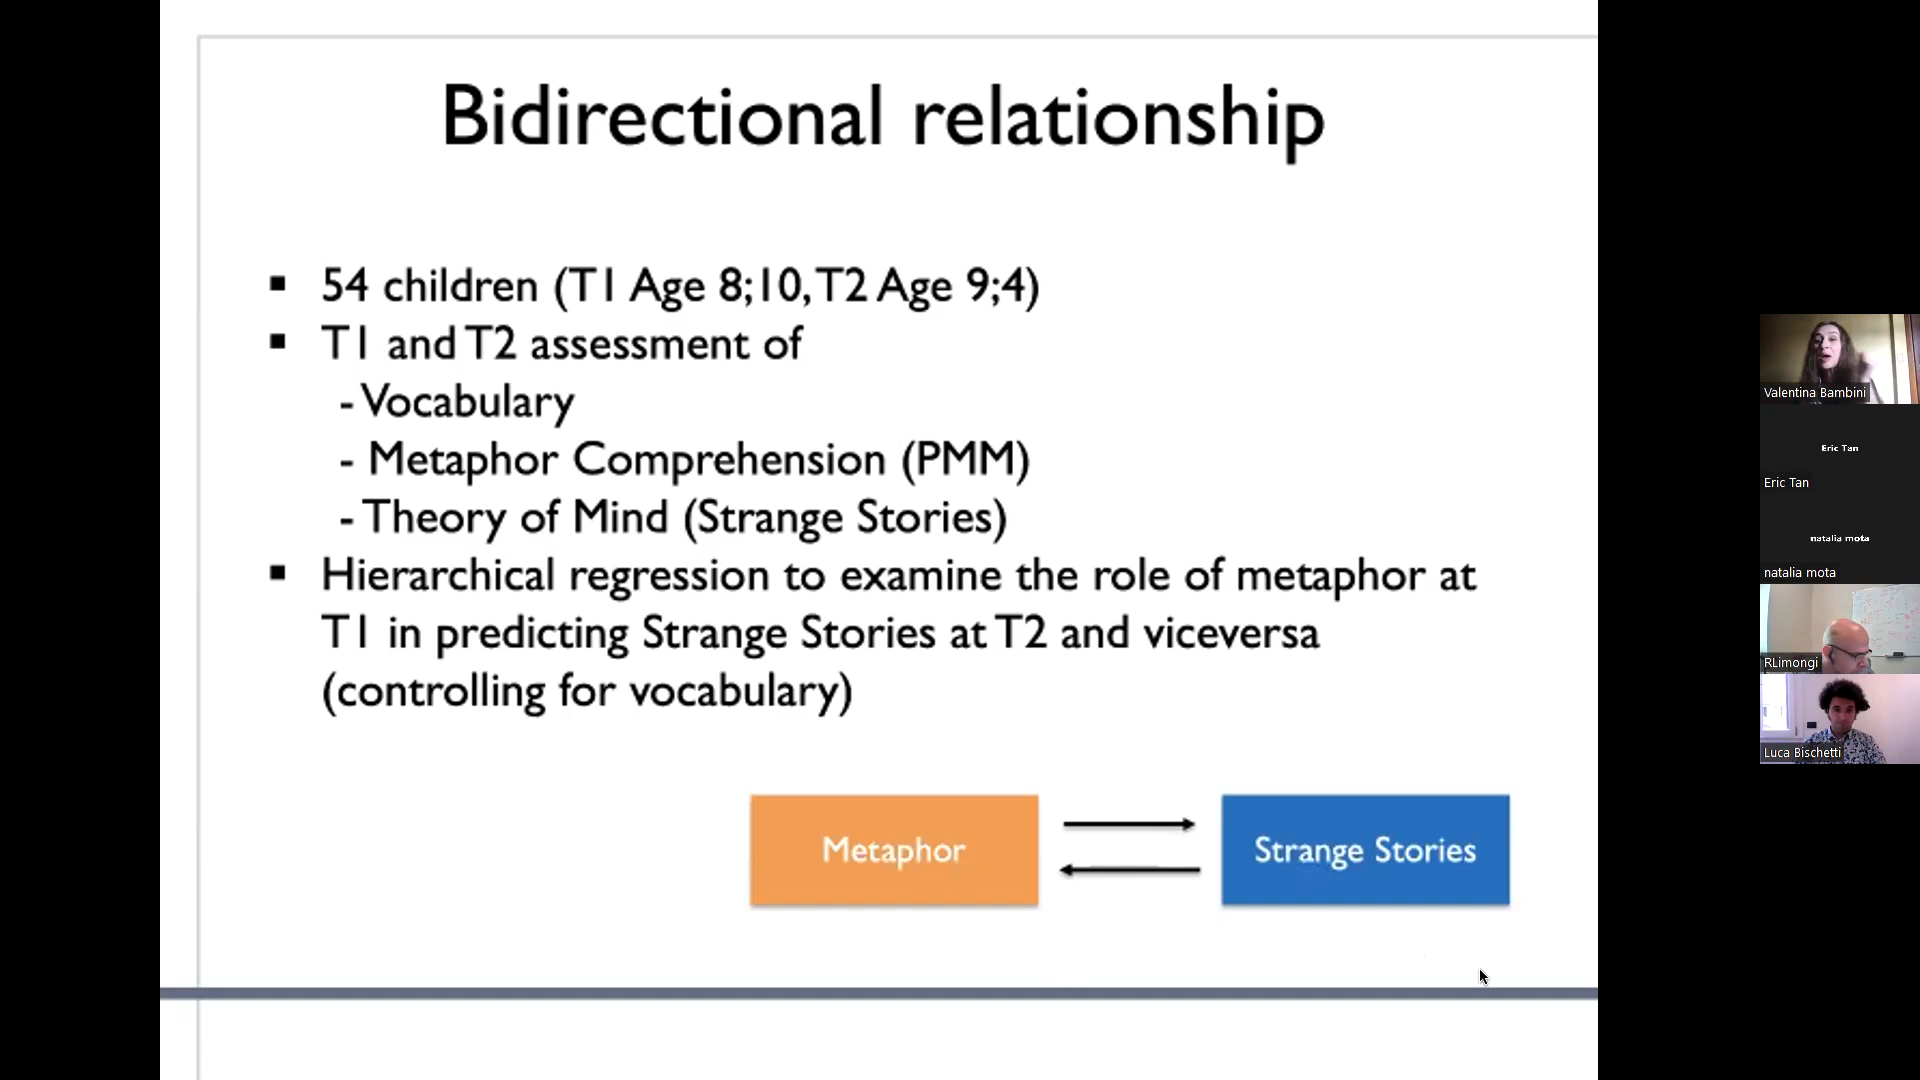 Bidirectional relationship
▪ 54 children (T1 Age 8;10, T2 Age 9;4)
▪ T1 and T2 assessment of
- Vocabulary
- Metaphor Comprehension (PMM)
- Theory of Mind (Strange Stories)
▪ Hierarchical regression to examine the role of metaphor at
T1 in predicting Strange Stories at T2 and viceversa
(controlling for vocabulary)
Metaphor
Strange Stories
Valentina Bambini
Eric Tan
Eric Tan
natalia mota
natalia mota
RLimongi
Luca Bischetti